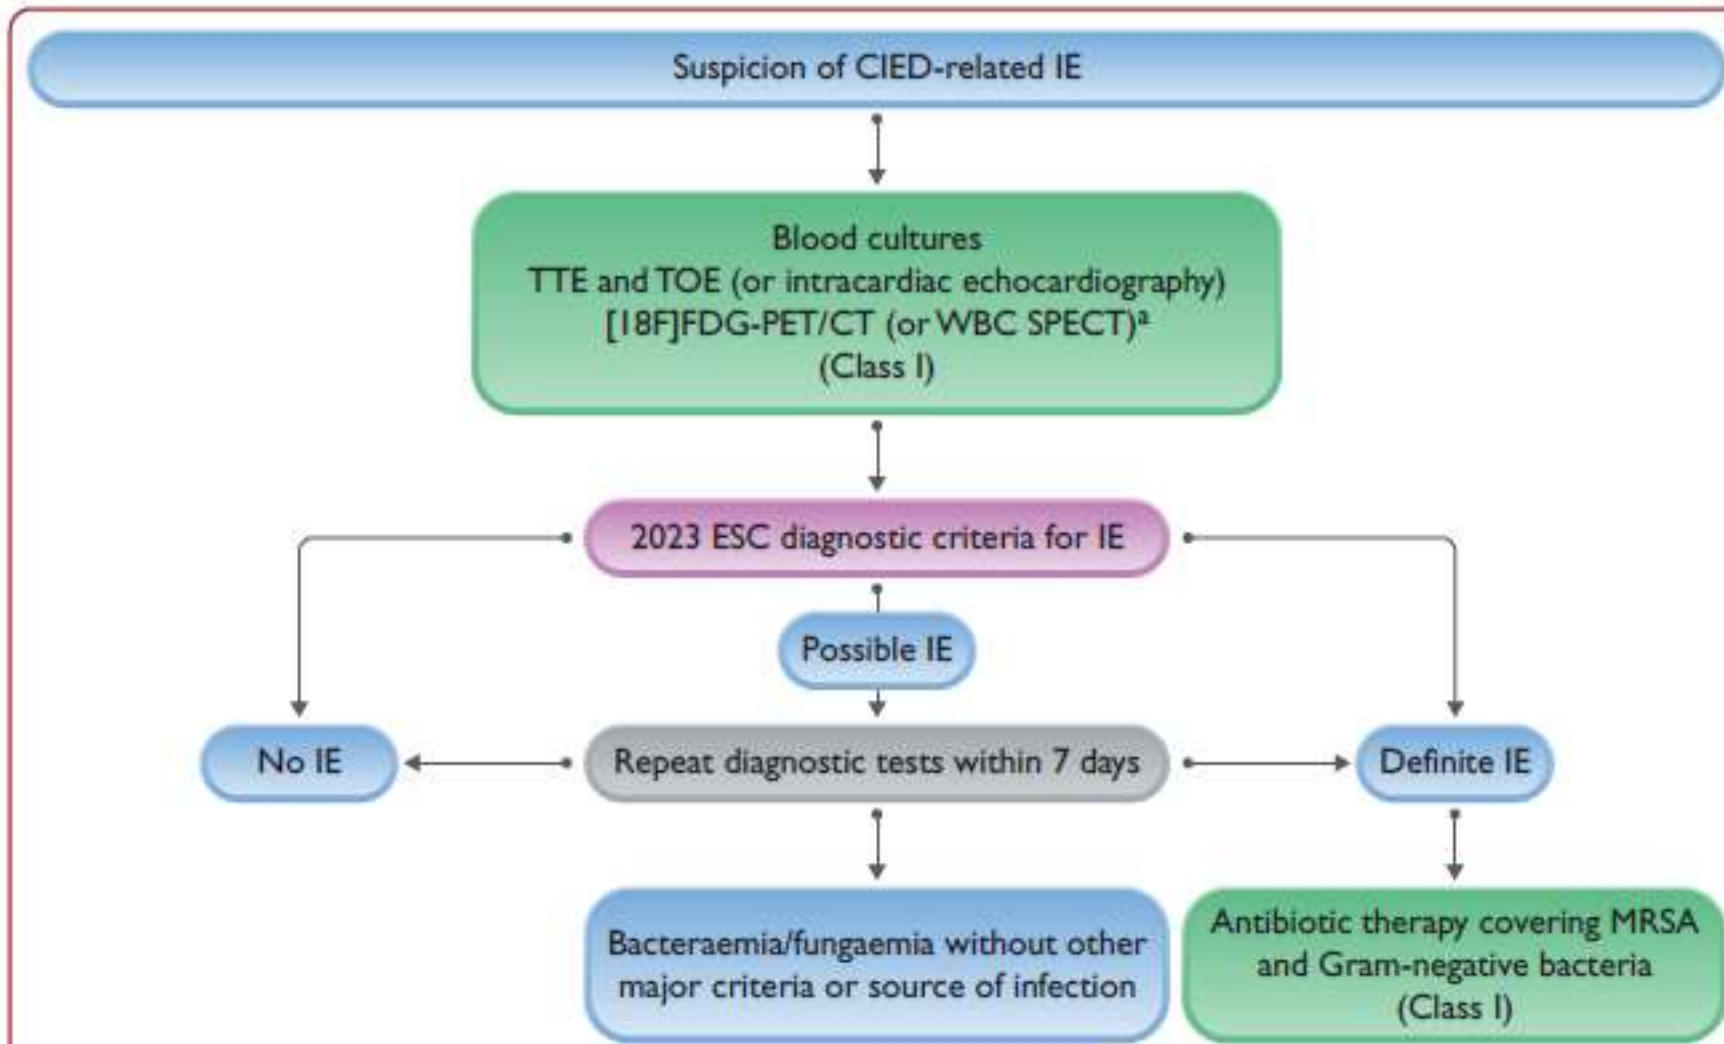 Suspicion of CIED-related IE
Blood cultures
TTE and TOE (or intracardiac echocardiography)
[18F]FDG-PET/CT (or WBC SPECT)ᵃ
(Class I)
2023 ESC diagnostic criteria for IE
Possible IE
No IE
Repeat diagnostic tests within 7 days
Definite IE
Bacteraemia/fungaemia without other
major criteria or source of infection
Antibiotic therapy covering MRSA
and Gram-negative bacteria
(Class I)